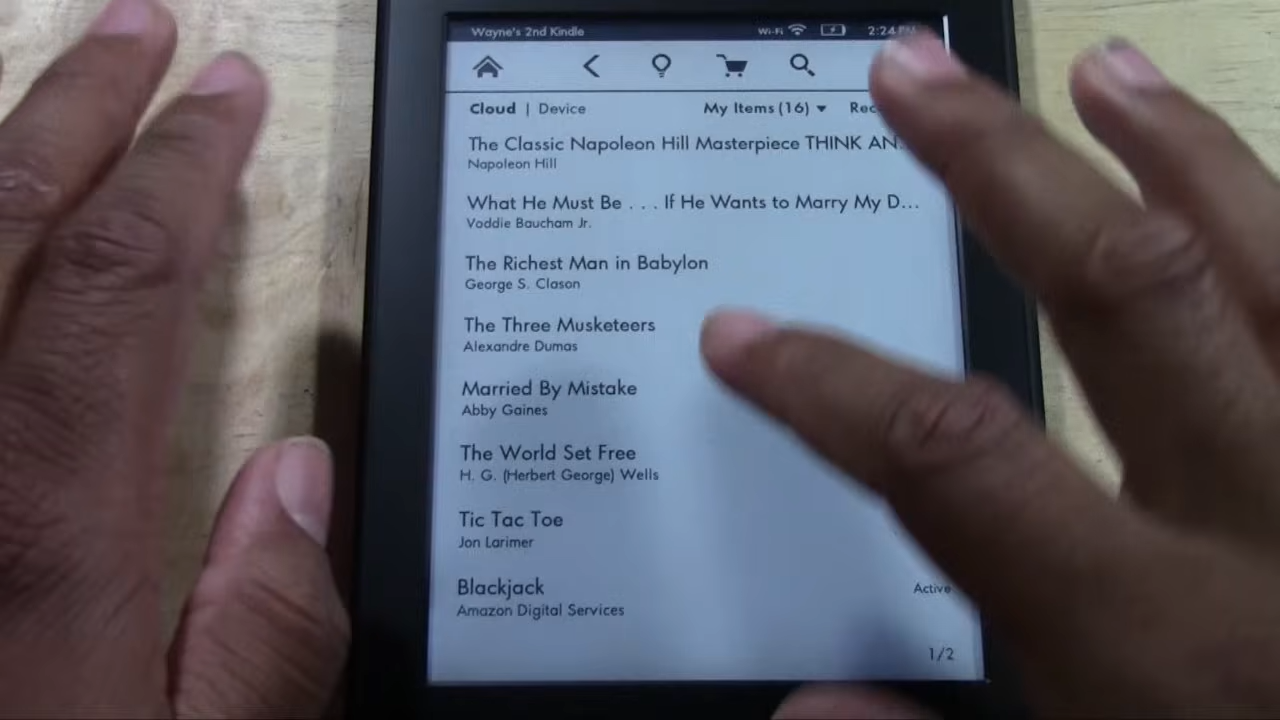 Wayne's 2nd Kindle Wi-Fi 2:24
Cloud | Device My Items (16)
The Classic Napoleon Hill Masterpiece THINK AN...
Napoleon Hill
What He Must Be . . . If He Wants to Marry My D...
Voddie Baucham Jr.
The Richest Man in Babylon
George S. Clason
The Three Musketeers
Alexandre Dumas
Married By Mistake
Abby Gaines
The World Set Free
H. G. (Herbert George) Wells
Tic Tac Toe
Jon Larimer
Blackjack Active
Amazon Digital Services
1/2